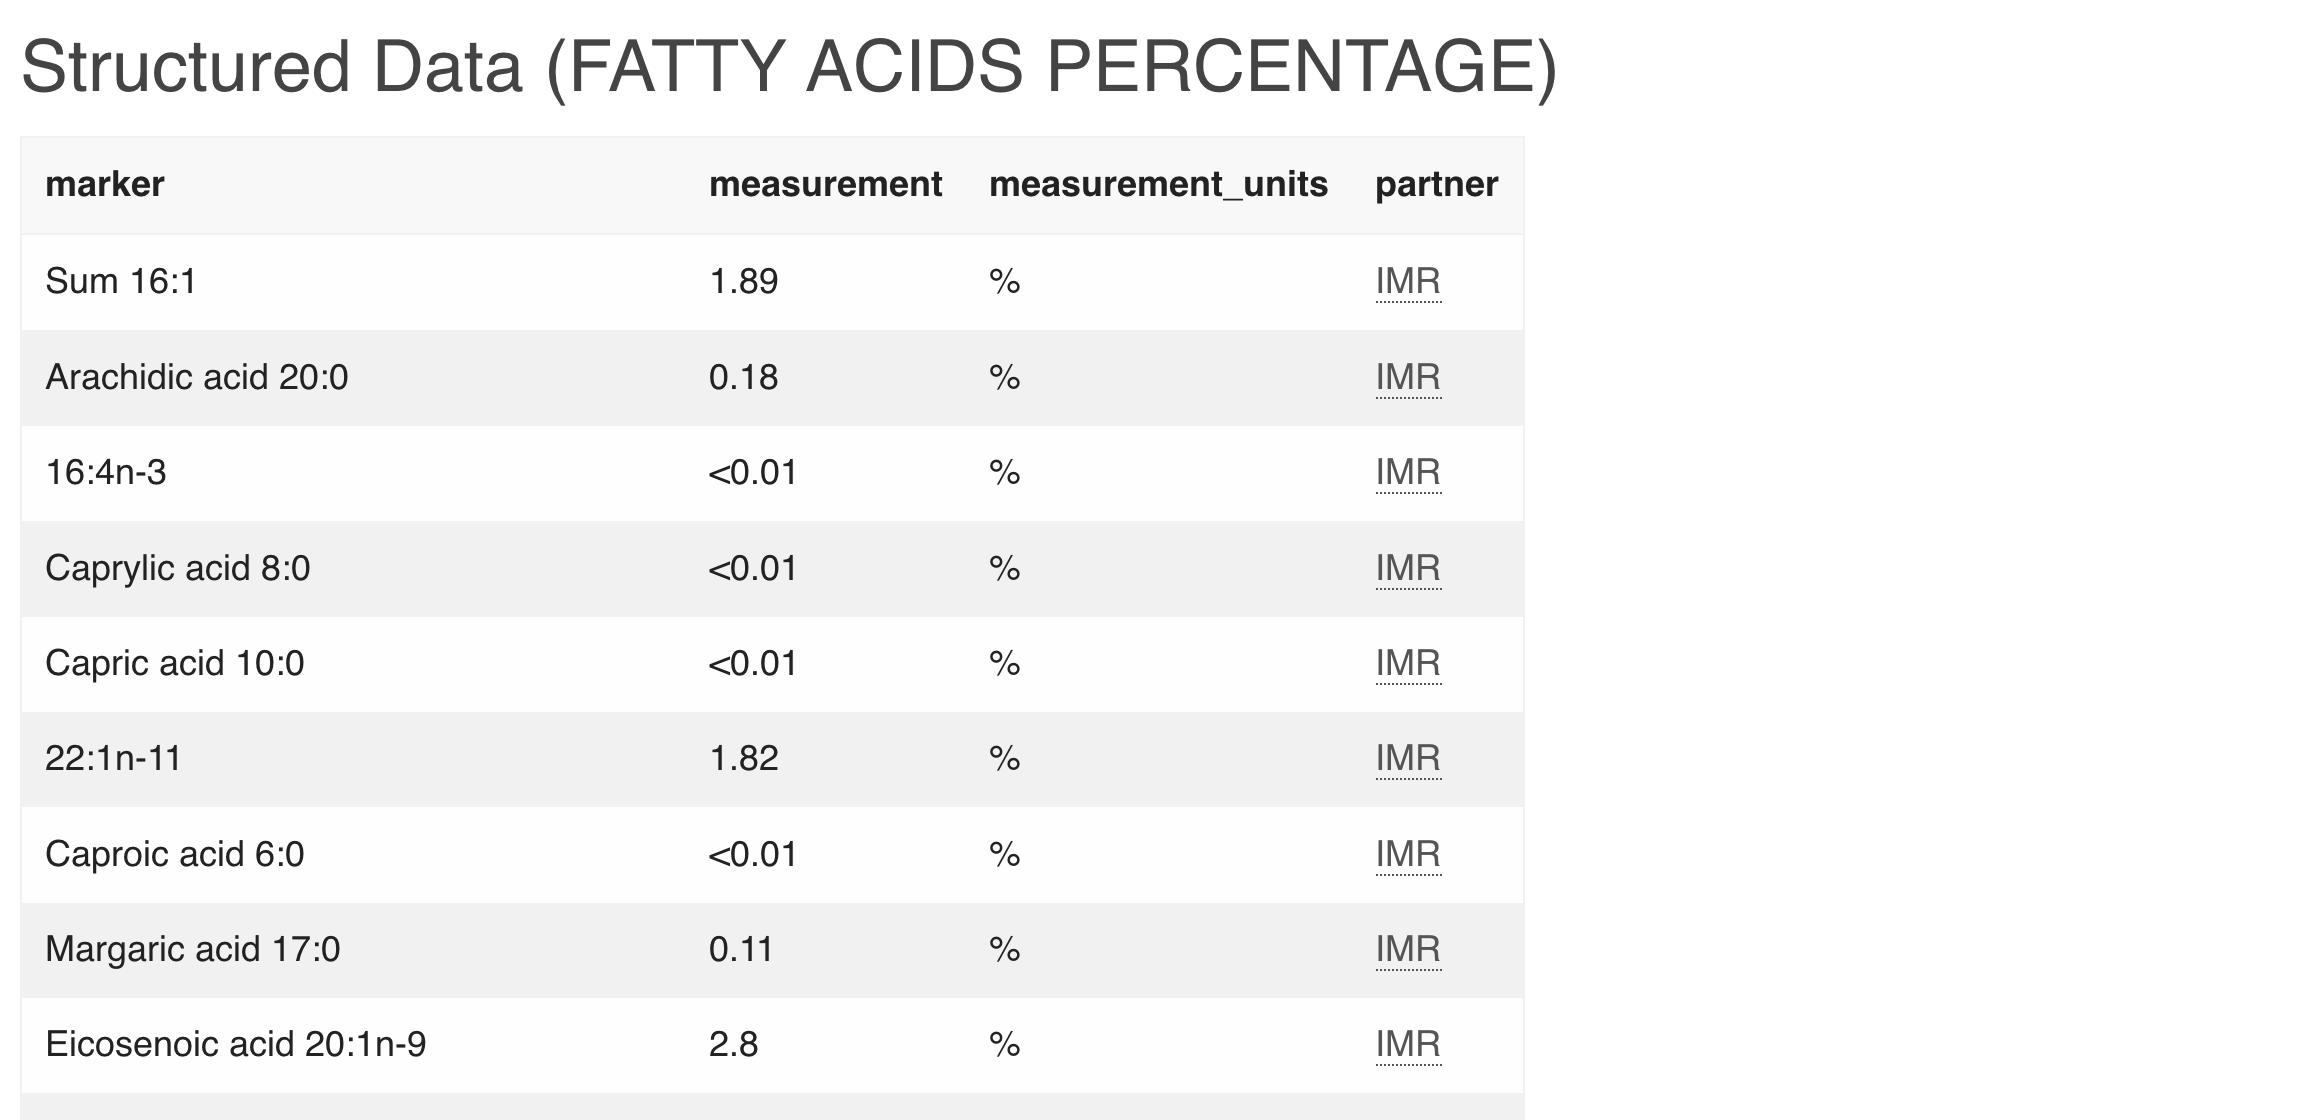 Structured Data (FATTY ACIDS PERCENTAGE)
marker measurement measurement_units partner
Sum 16:1 1.89 % IMR
Arachidic acid 20:0 0.18 % IMR
16:4n-3 <0.01 % IMR
Caprylic acid 8:0 <0.01 % IMR
Capric acid 10:0 <0.01 % IMR
22:1n-11 1.82 % IMR
Caproic acid 6:0 <0.01 % IMR
Margaric acid 17:0 0.11 % IMR
Eicosenoic acid 20:1n-9 2.8 % IMR